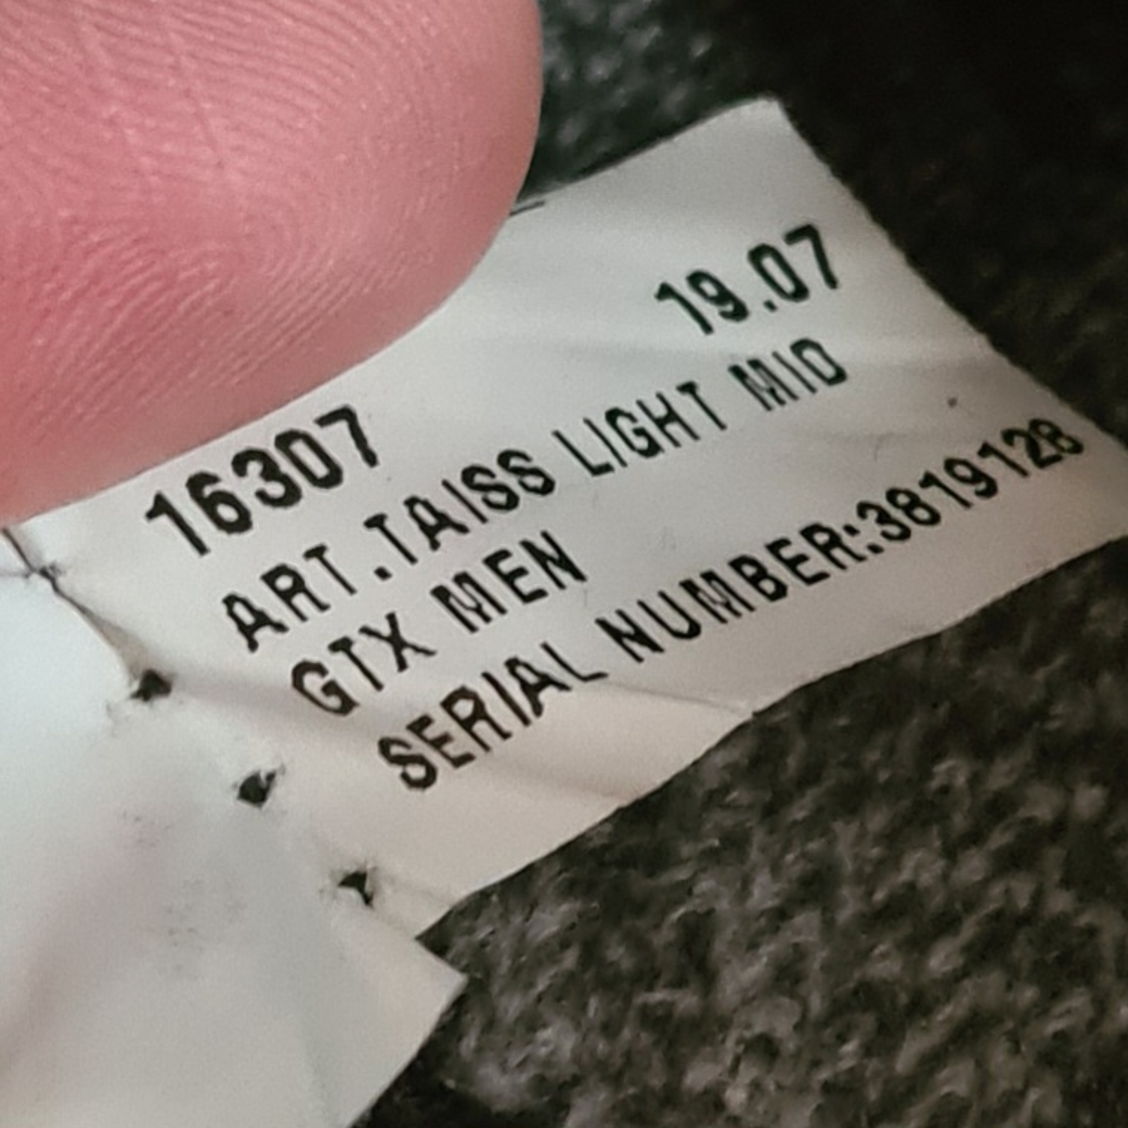 19.07
16307
ART.TAISS LIGHT MID
GTX MEN
SERIAL NUMBER:3819128